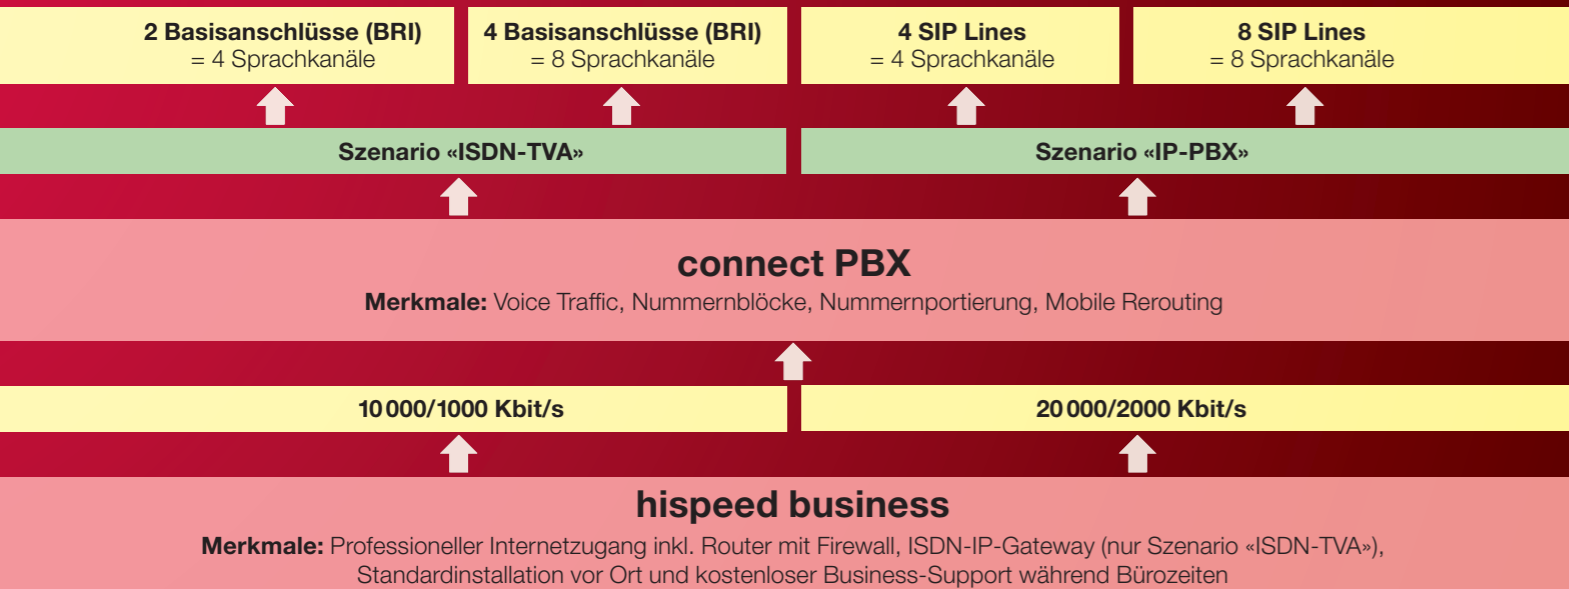 2 Basisanschlüsse (BRI)
= 4 Sprachkanäle
4 Basisanschlüsse (BRI)
= 8 Sprachkanäle
4 SIP Lines
= 4 Sprachkanäle
8 SIP Lines
= 8 Sprachkanäle
Szenario «ISDN-TVA»
Szenario «IP-PBX»
connect PBX
Merkmale: Voice Traffic, Nummernblöcke, Nummernportierung, Mobile Rerouting
10 000/1000 Kbit/s
20 000/2000 Kbit/s
hispeed business
Merkmale: Professioneller Internetzugang inkl. Router mit Firewall, ISDN-IP-Gateway (nur Szenario «ISDN-TVA»),
Standardinstallation vor Ort und kostenloser Business-Support während Bürozeiten